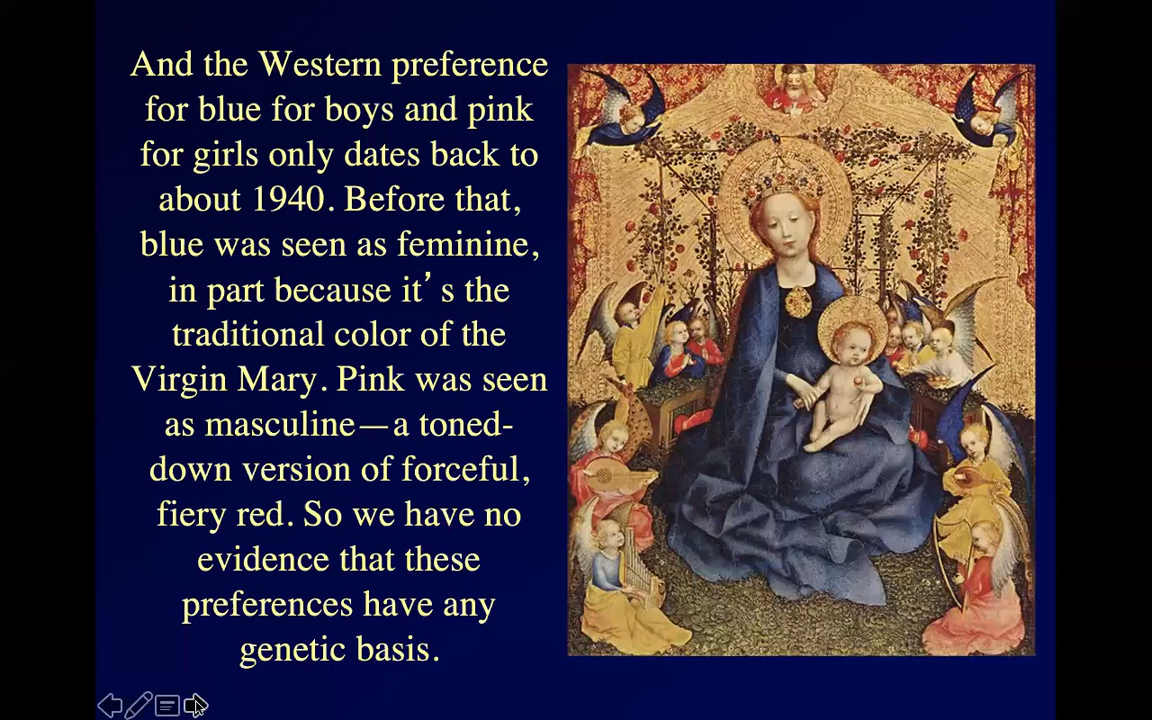 And the Western preference
for blue for boys and pink
for girls only dates back to
about 1940. Before that,
blue was seen as feminine,
in part because it’ s the
traditional color of the
Virgin Mary. Pink was seen
as masculine—a toned-
down version of forceful,
fiery red. So we have no
evidence that these
preferences have any
genetic basis.